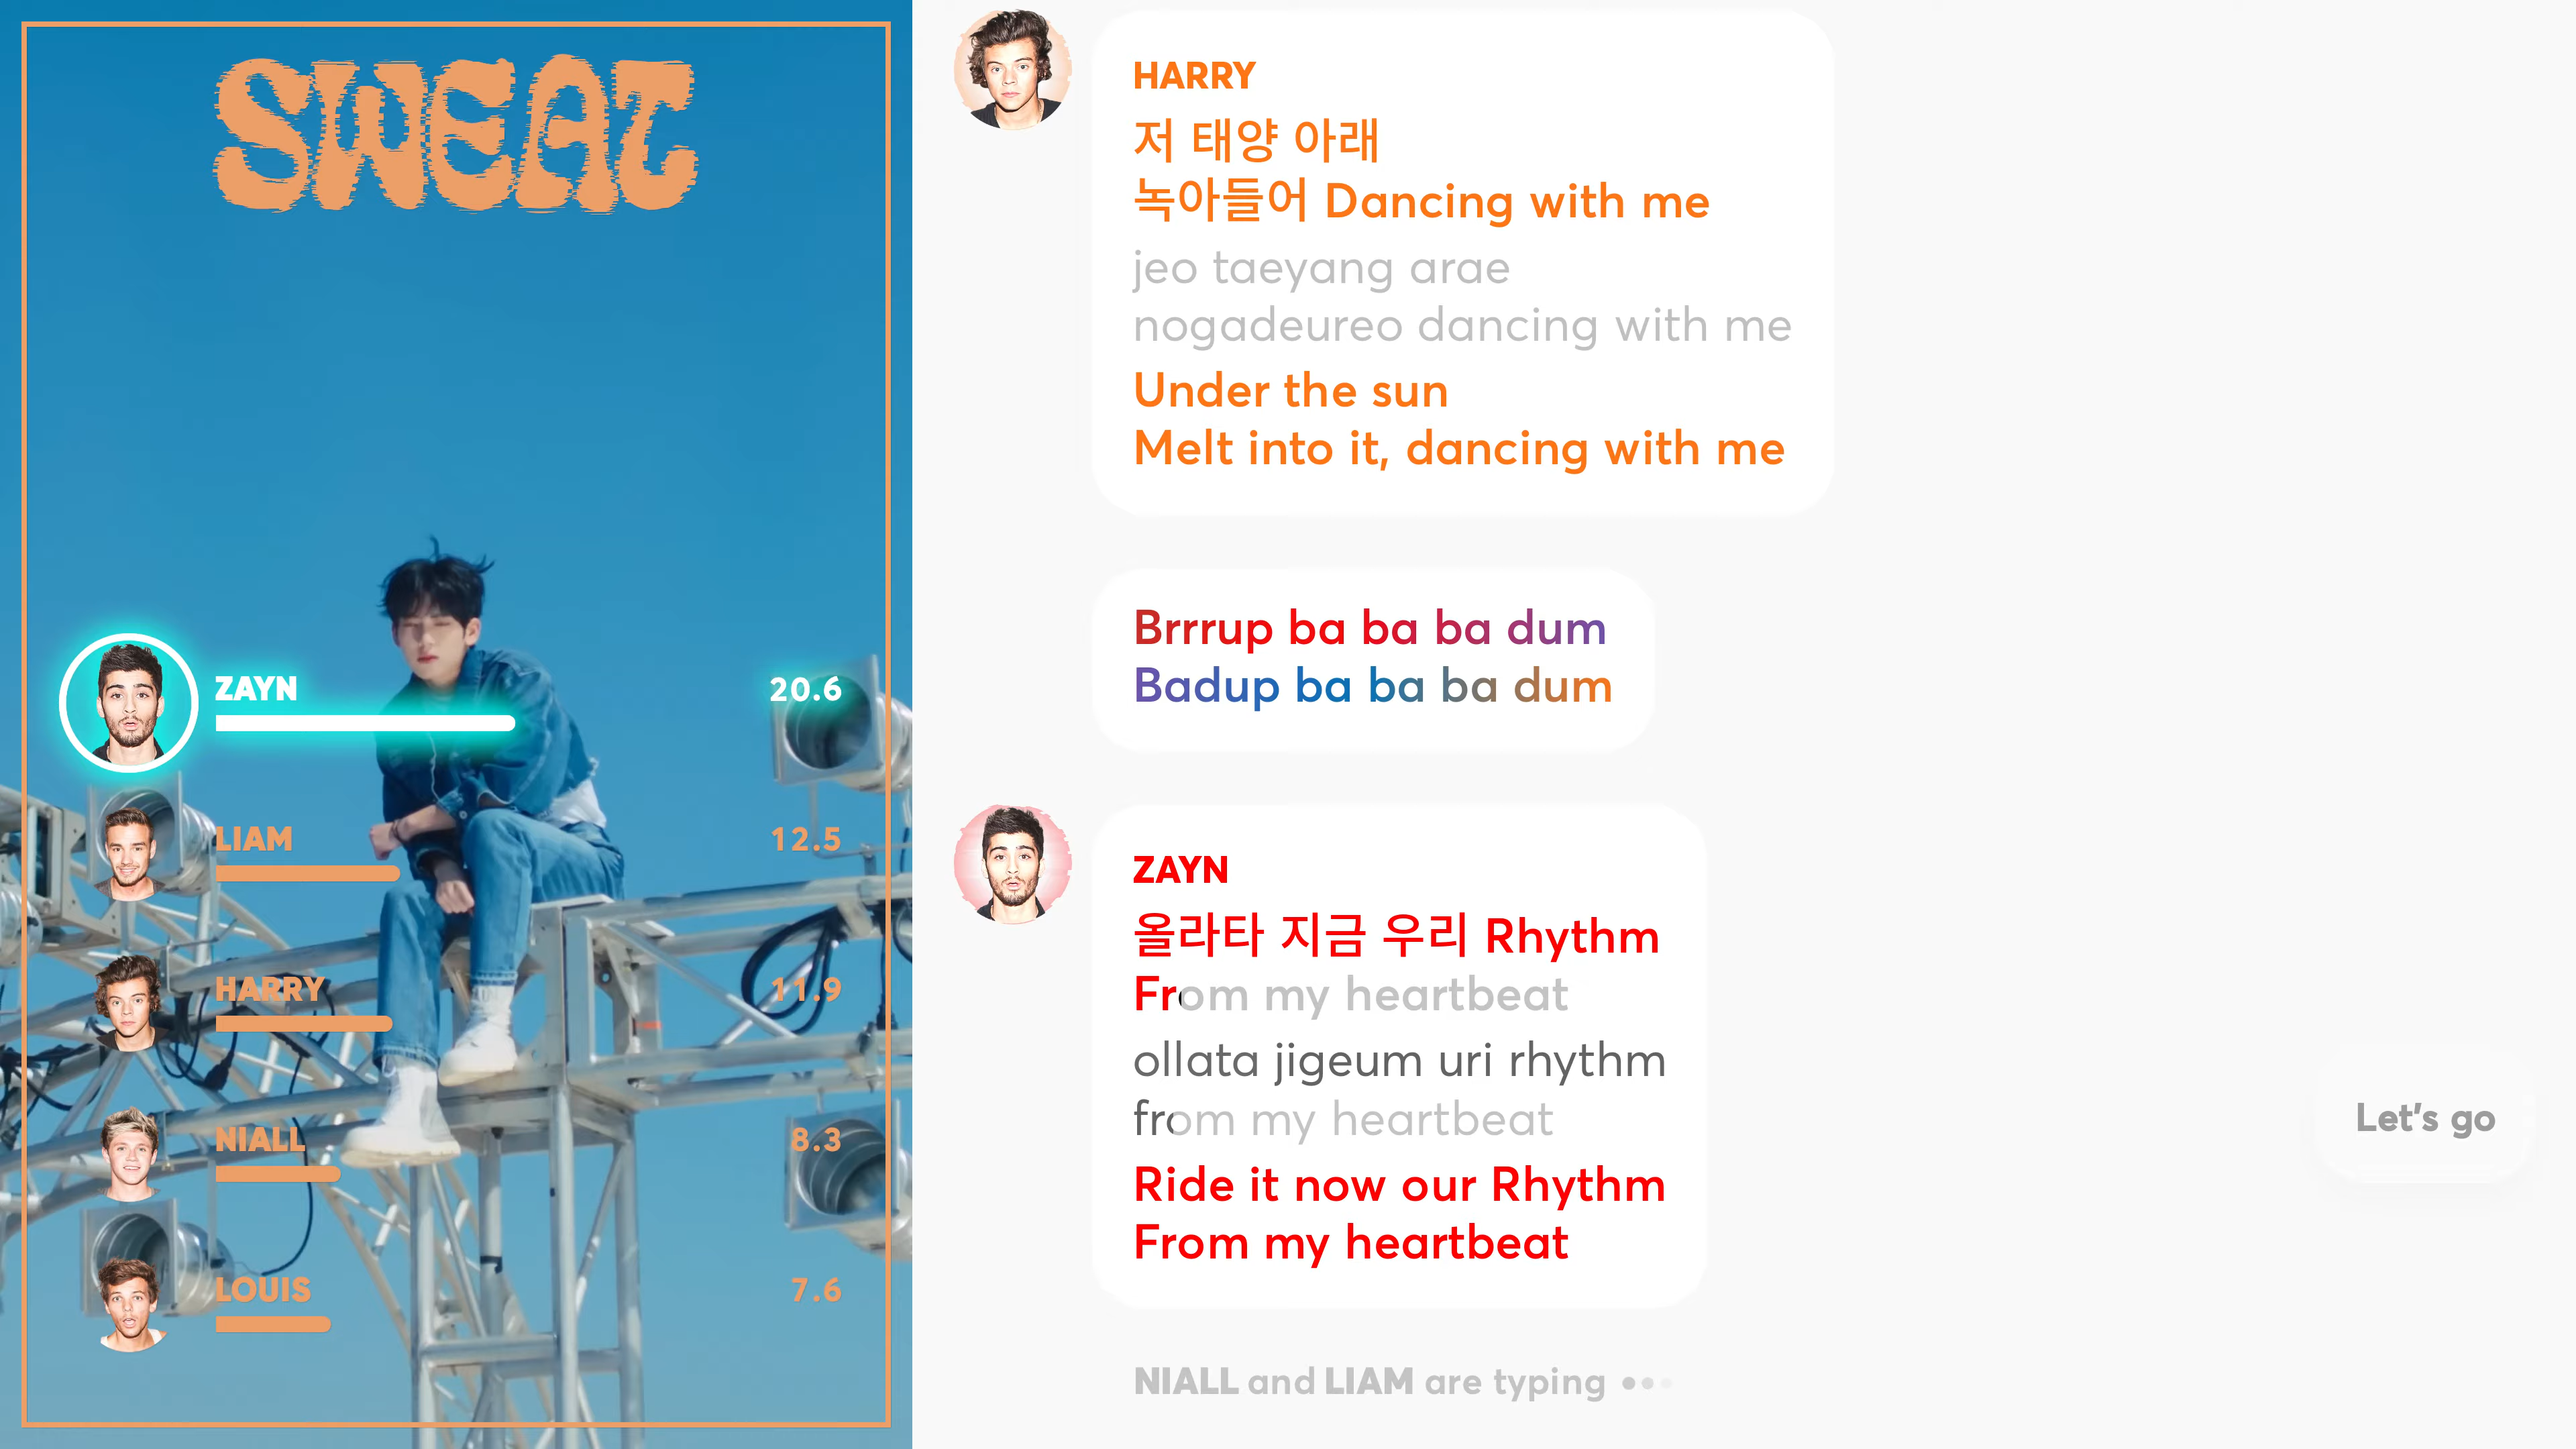 SWEAT
ZAYN
20.6
LIAM
12.5
HARRY
11.9
NIALL
8.3
LOUIS
7.6
HARRY
저 태양 아래
녹아들어 Dancing with me
jeo taeyang arae
nogadeureo dancing with me
Under the sun
Melt into it, dancing with me
Brrrup ba ba ba dum
Badup ba ba ba dum
ZAYN
올라타 지금 우리 Rhythm
From my heartbeat
ollata jigeum uri rhythm
from my heartbeat
Ride it now our Rhythm
From my heartbeat
Let's go
NIALL and LIAM are typing